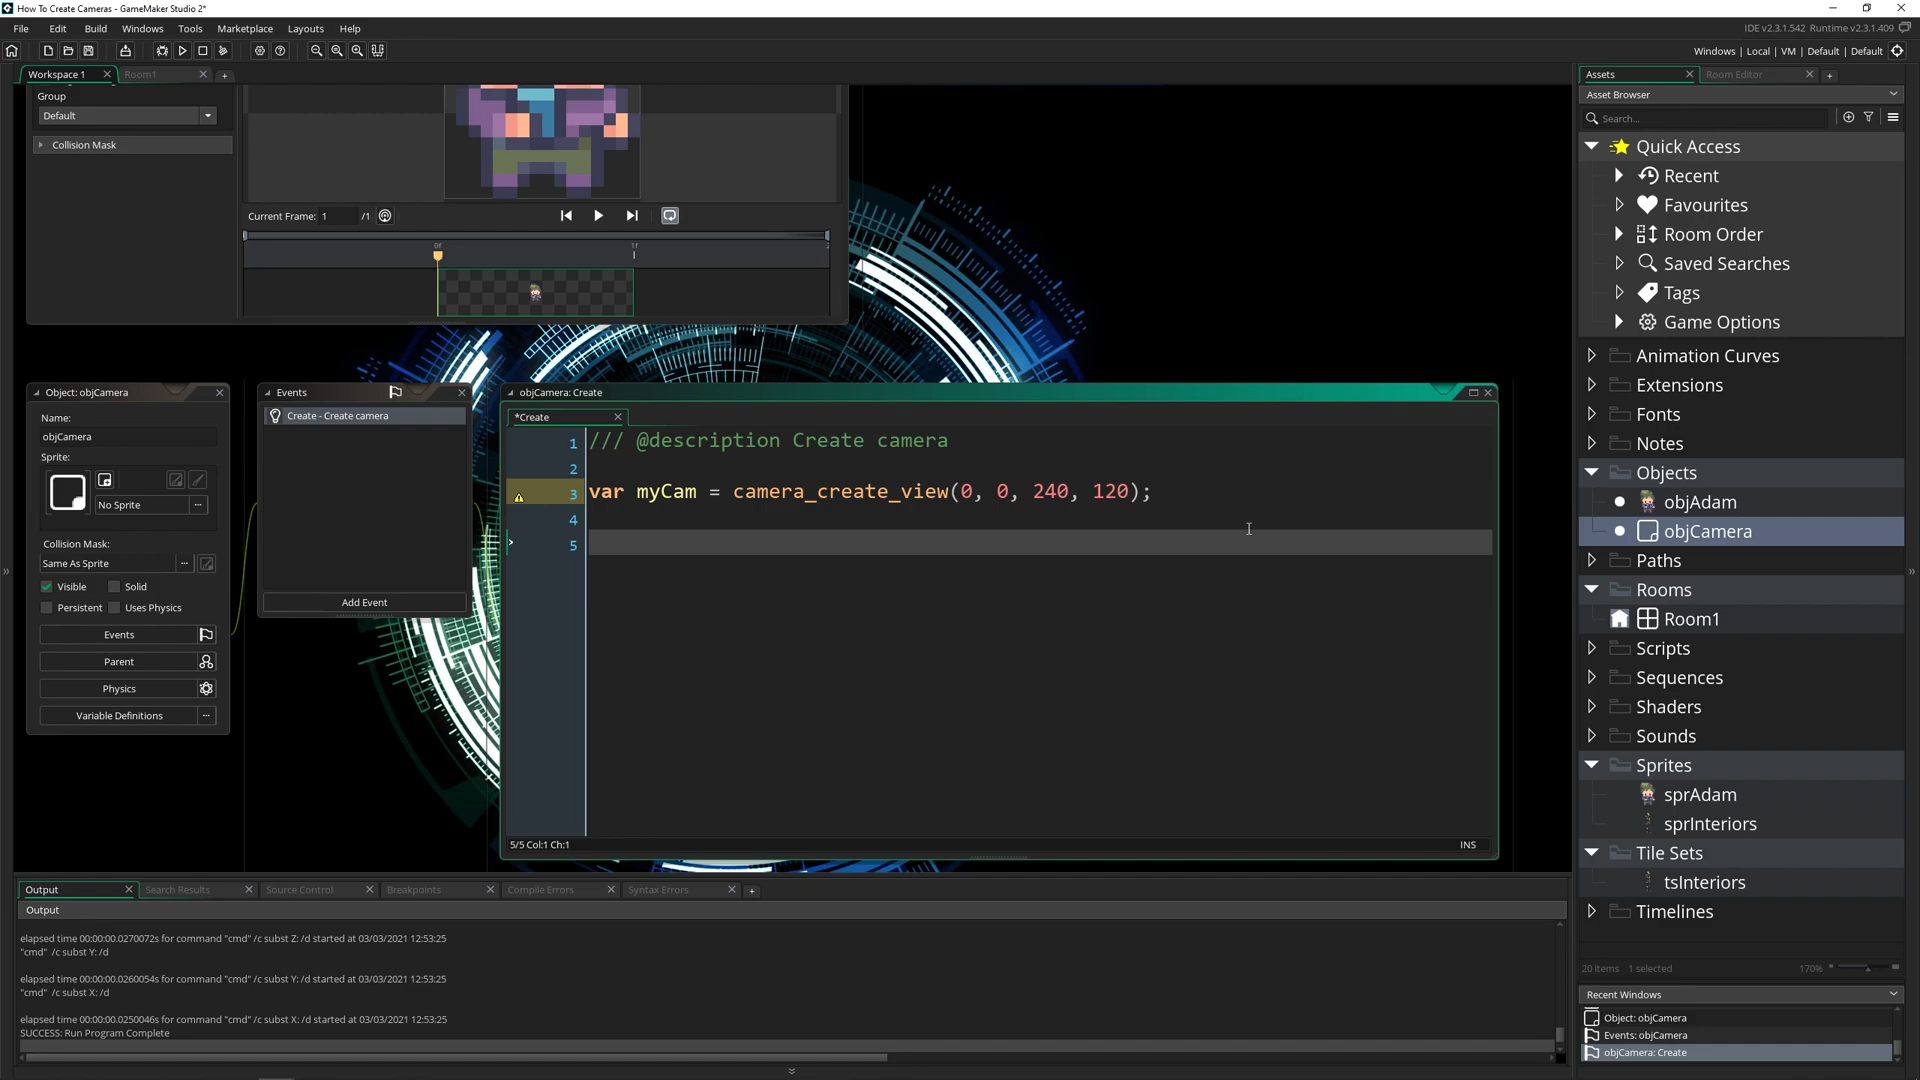 How To Create Cameras - GameMaker Studio 2*
File Edit Build Windows Tools Marketplace Layouts Help
IDE v2.3.1.542 Runtime v2.3.1.409
Windows | Local | VM | Default | Default
Workspace 1
Room1
Group
Default
Collision Mask
Current Frame: 1 /1
0f
1f
Object: objCamera
Name:
objCamera
Sprite:
No Sprite
Collision Mask:
Same As Sprite
Visible Solid
Persistent Uses Physics
Events
Parent
Physics
Variable Definitions
Events
Create - Create camera
Add Event
objCamera: Create
*Create
1 /// @description Create camera
2
3 var myCam = camera_create_view(0, 0, 240, 120);
4
5
5/5 Col:1 Ch:1
INS
Output Search Results Source Control Breakpoints Compile Errors Syntax Errors
Output
elapsed time 00:00:00.0270072s for command "cmd" /c subst Z: /d started at 03/03/2021 12:53:25
"cmd" /c subst Y: /d
elapsed time 00:00:00.0260054s for command "cmd" /c subst Y: /d started at 03/03/2021 12:53:25
"cmd" /c subst X: /d
elapsed time 00:00:00.0250046s for command "cmd" /c subst X: /d started at 03/03/2021 12:53:25
SUCCESS: Run Program Complete
Assets
Room Editor
Asset Browser
Search...
Quick Access
Recent
Favourites
Room Order
Saved Searches
Tags
Game Options
Animation Curves
Extensions
Fonts
Notes
Objects
objAdam
objCamera
Paths
Rooms
Room1
Scripts
Sequences
Shaders
Sounds
Sprites
sprAdam
sprInteriors
Tile Sets
tsInteriors
Timelines
20 items 1 selected
170%
Recent Windows
Object: objCamera
Events: objCamera
objCamera: Create